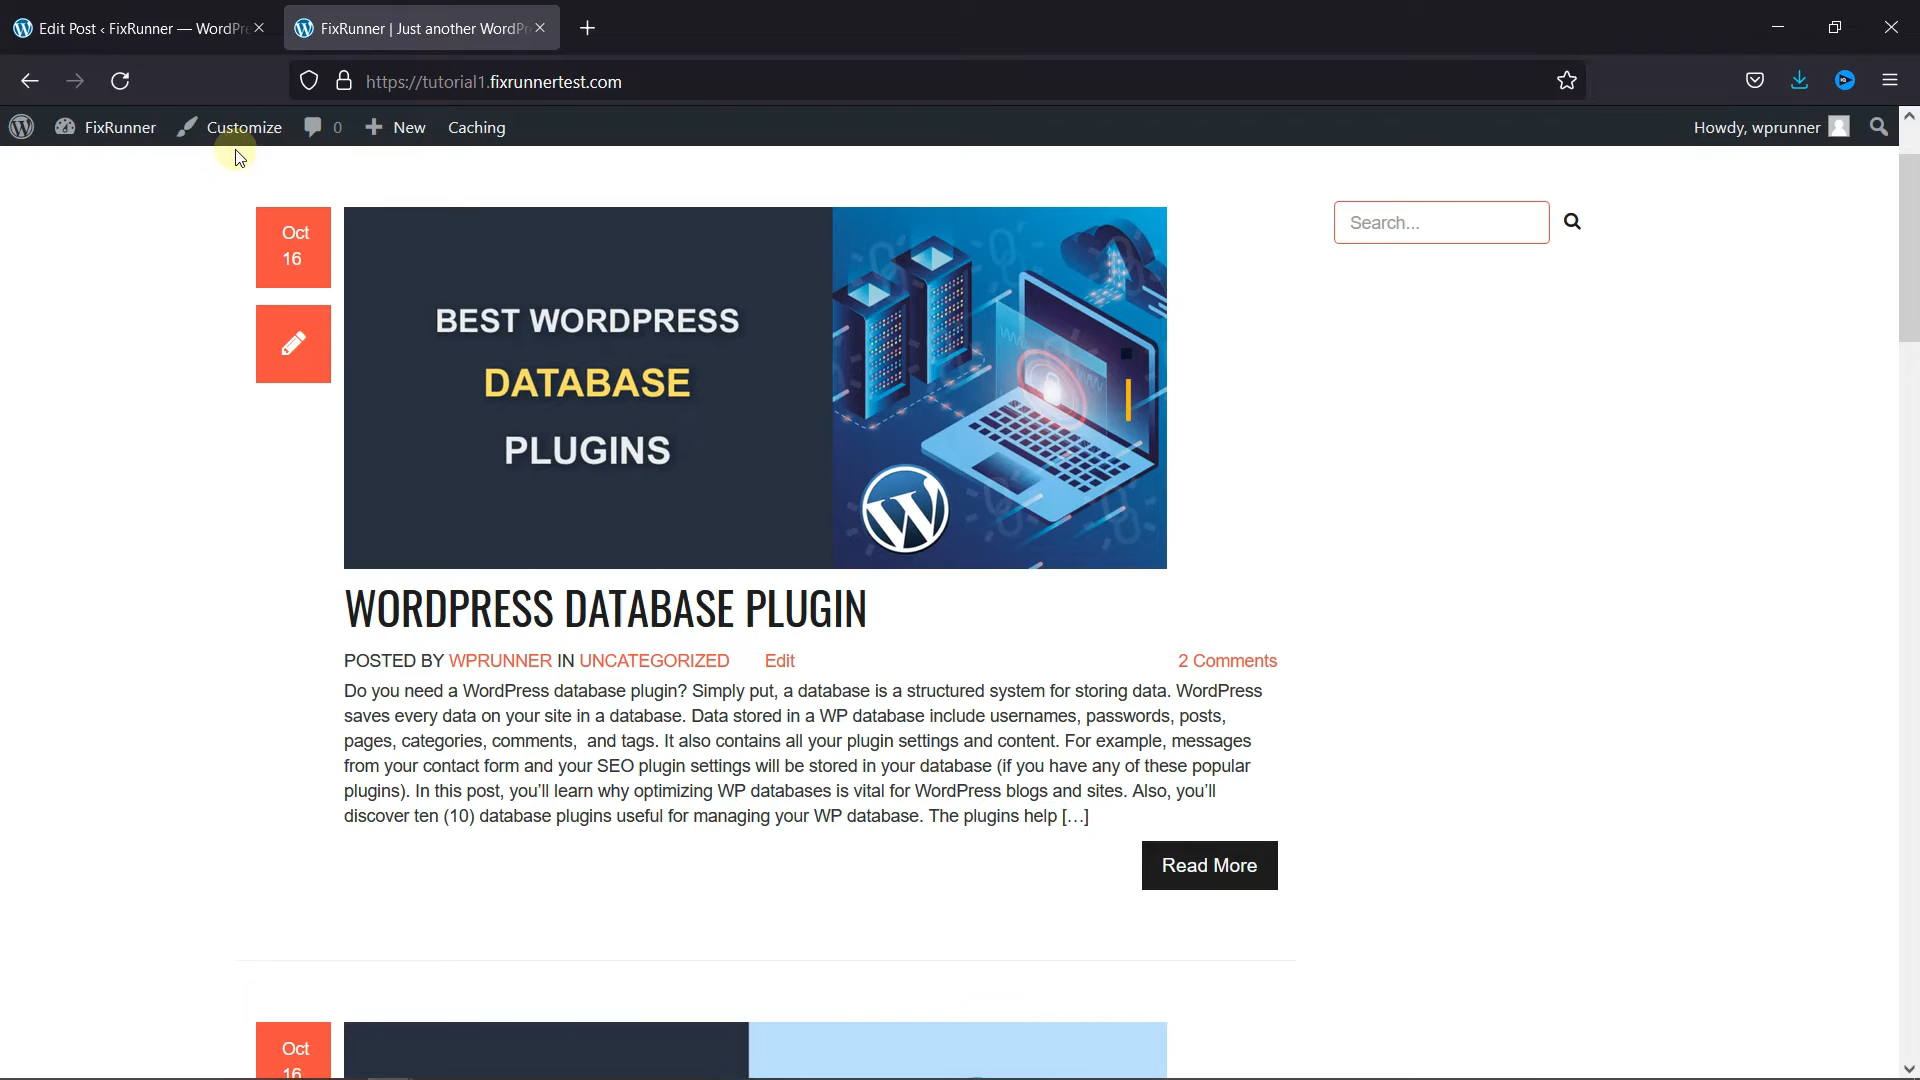 Edit Post ‹ FixRunner — WordPre
FixRunner | Just another WordPr
https://tutorial1.fixrunnertest.com
FixRunner
Customize
0
New
Caching
Howdy, wprunner
Oct
16
BEST WORDPRESS
DATABASE
PLUGINS
Search...
WORDPRESS DATABASE PLUGIN
POSTED BY WPRUNNER IN UNCATEGORIZED Edit
2 Comments
Do you need a WordPress database plugin? Simply put, a database is a structured system for storing data. WordPress
saves every data on your site in a database. Data stored in a WP database include usernames, passwords, posts,
pages, categories, comments, and tags. It also contains all your plugin settings and content. For example, messages
from your contact form and your SEO plugin settings will be stored in your database (if you have any of these popular
plugins). In this post, you'll learn why optimizing WP databases is vital for WordPress blogs and sites. Also, you'll
discover ten (10) database plugins useful for managing your WP database. The plugins help […]
Read More
Oct
16